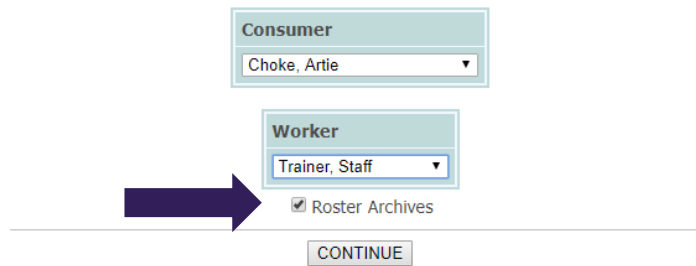 Consumer
Choke, Artie
Worker
Trainer, Staff
Roster Archives
CONTINUE